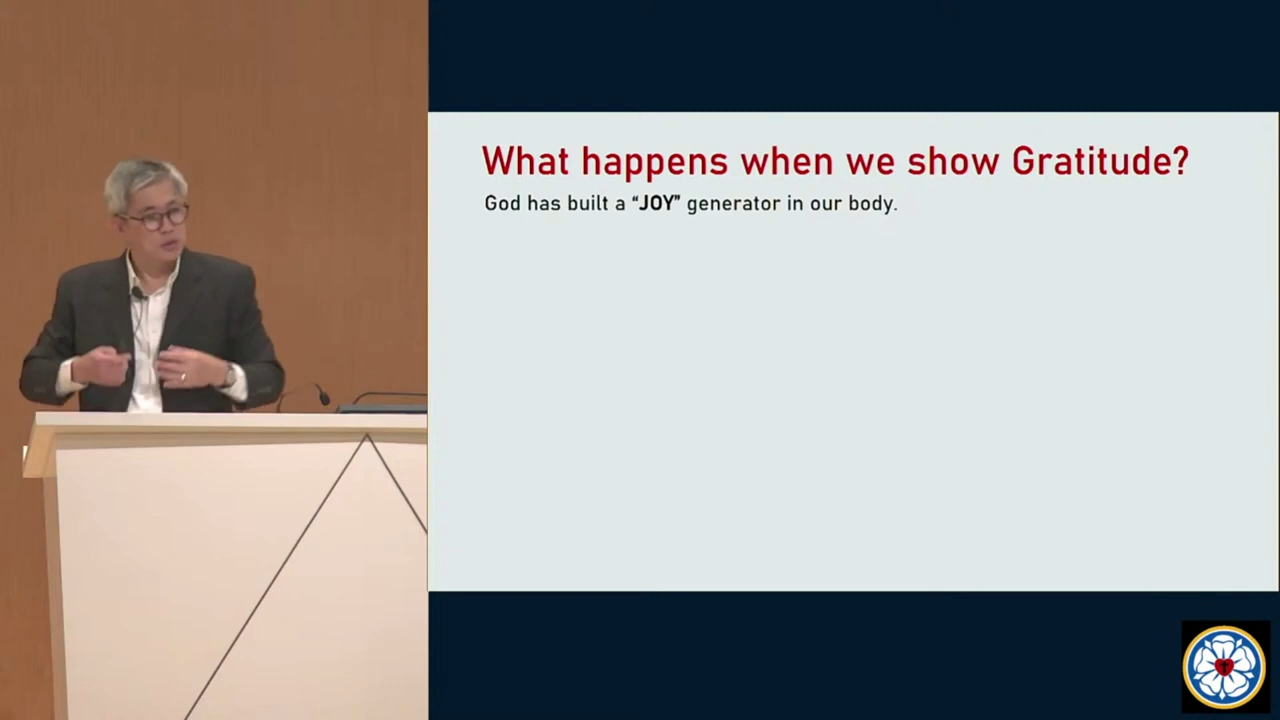 What happens when we show Gratitude?
God has built a “JOY” generator in our body.